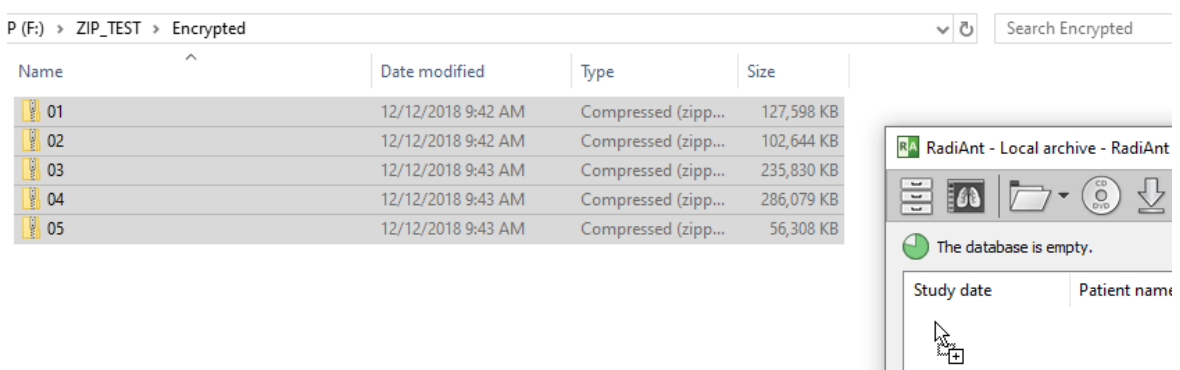 P (F:) > ZIP_TEST > Encrypted
Search Encrypted
Name Date modified Type Size
01 12/12/2018 9:42 AM Compressed (zipp... 127,598 KB
02 12/12/2018 9:42 AM Compressed (zipp... 102,644 KB
03 12/12/2018 9:43 AM Compressed (zipp... 235,830 KB
04 12/12/2018 9:43 AM Compressed (zipp... 286,079 KB
05 12/12/2018 9:43 AM Compressed (zipp... 56,308 KB
RA RadiAnt - Local archive - RadiAnt
CD
DVD
The database is empty.
Study date Patient name